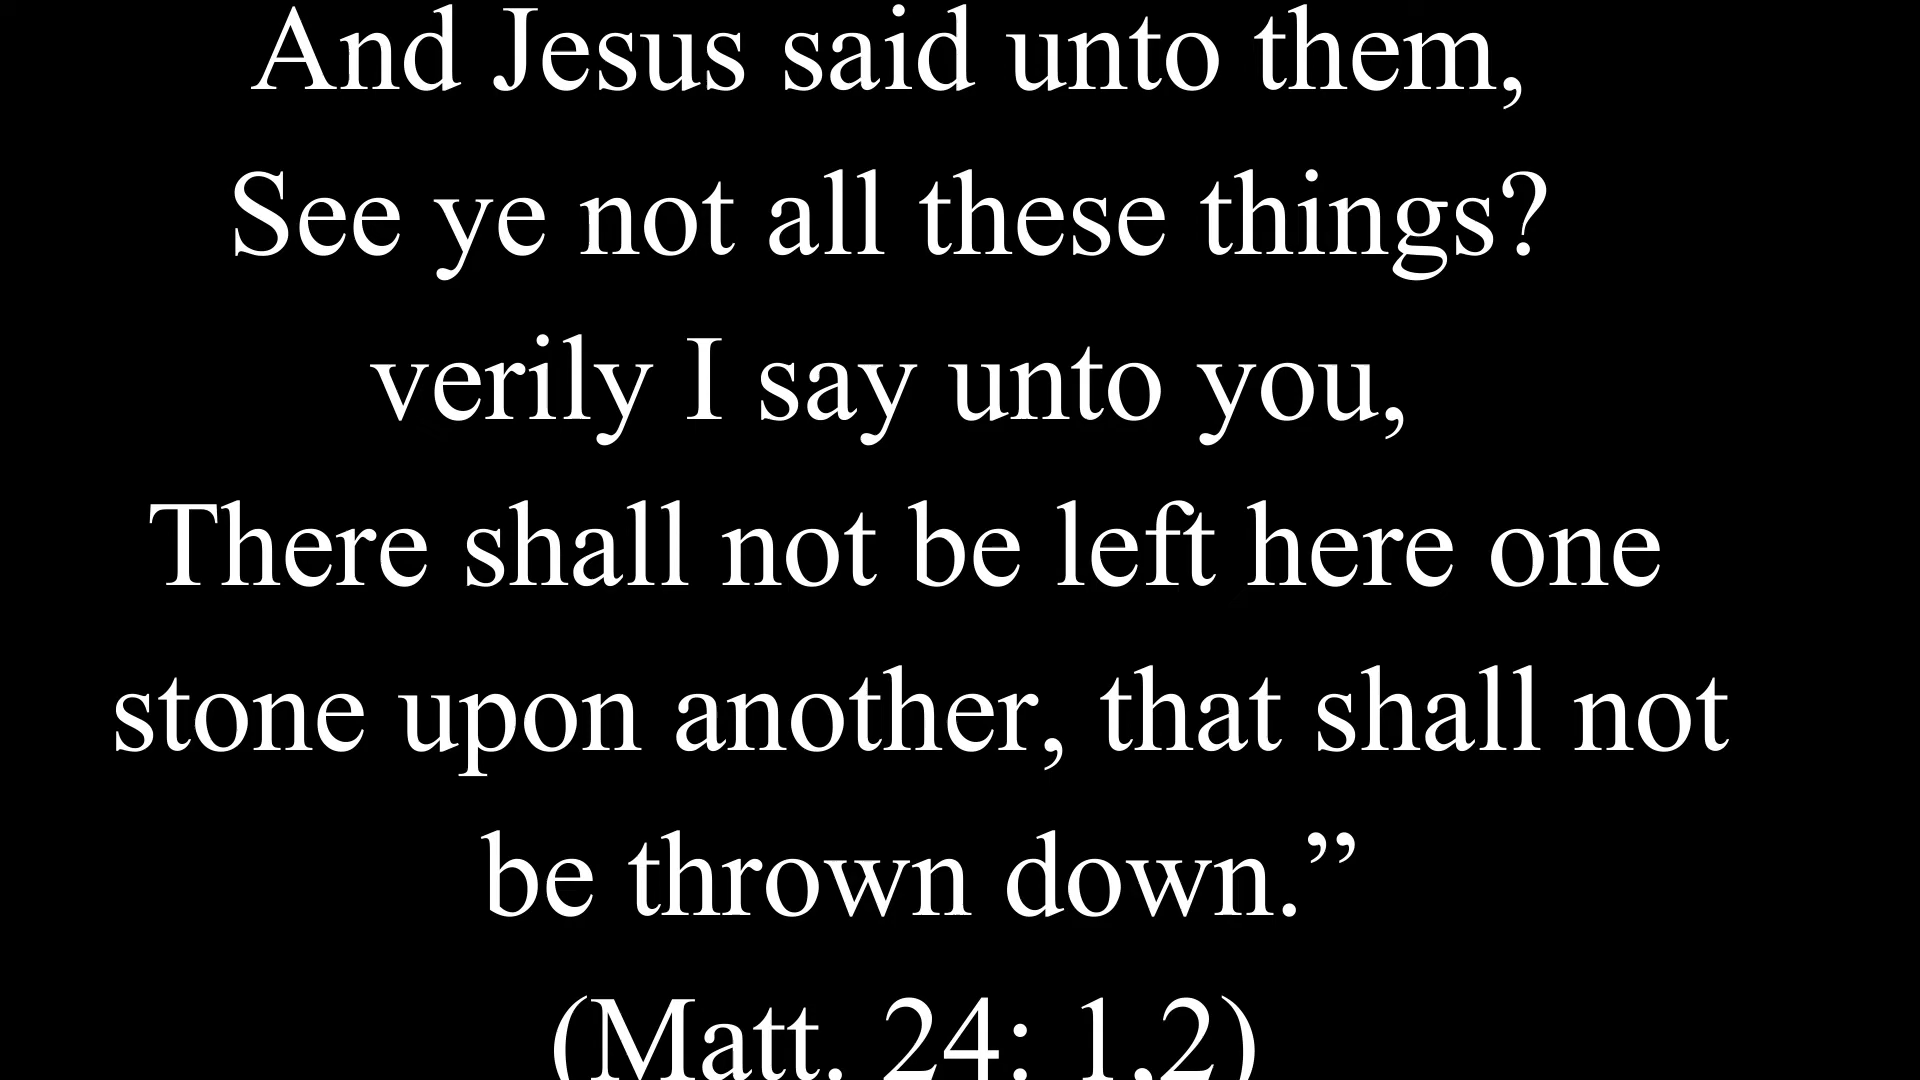 And Jesus said unto them,
See ye not all these things?
verily I say unto you,
There shall not be left here one
stone upon another, that shall not
be thrown down.”
(Matt. 24: 1,2)